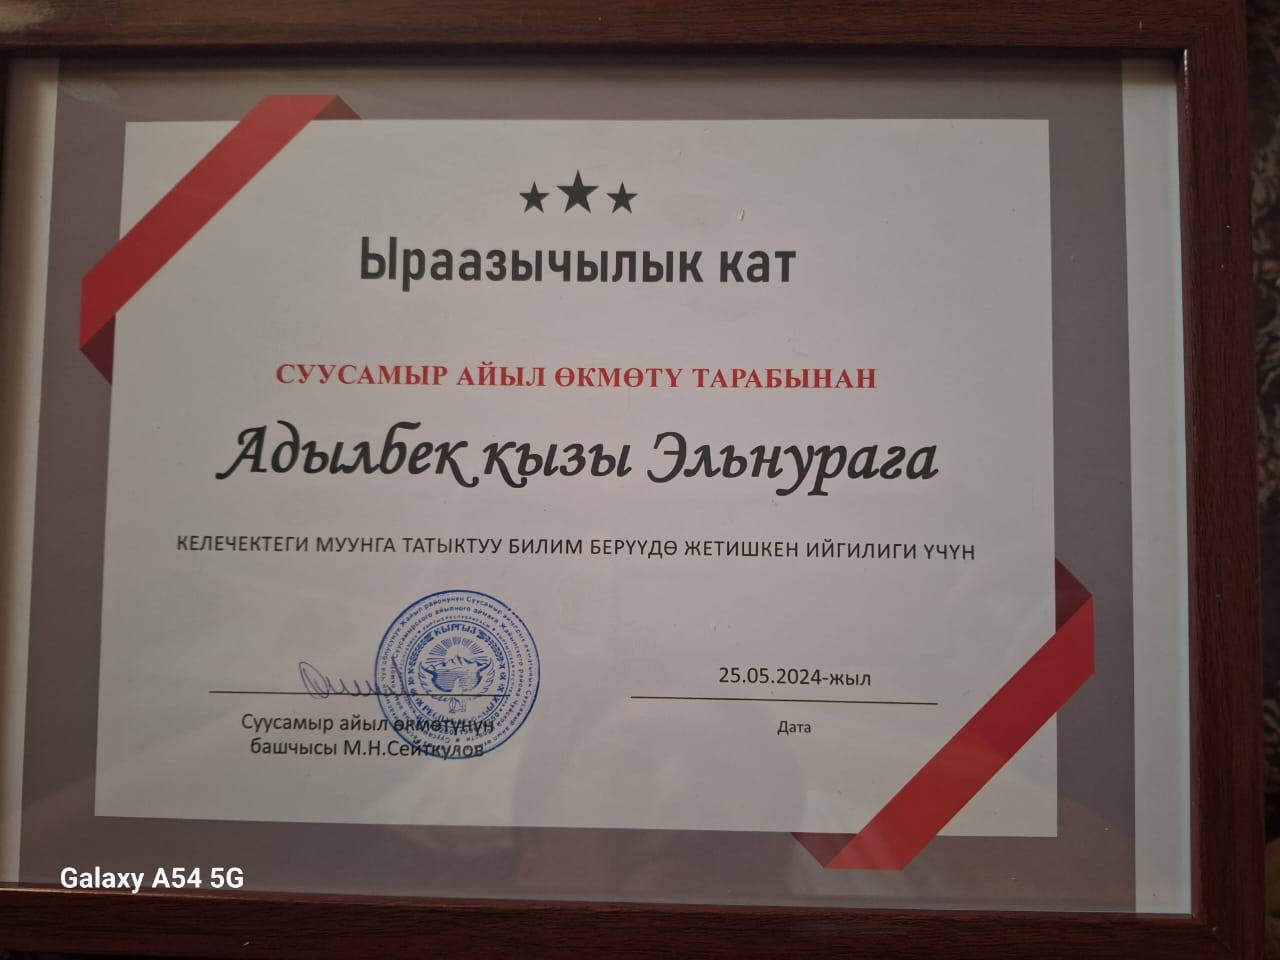 Ыраазычылык кат
СУУСАМЫР АЙЫЛ ӨКМӨТҮ ТАРАБЫНАН
Адылбек кызы Эльнурага
КЕЛЕЧЕКТЕГИ МУУНГА ТАТЫКТУУ БИЛИМ БЕРҮҮДӨ ЖЕТИШКЕН ИЙГИЛИГИ ҮЧҮН
КЫРГЫЗ
25.05.2024-жыл
Суусамыр айыл өкмөтүнүн
башчысы М.Н.Сейткулов
Дата
Galaxy A54 5G